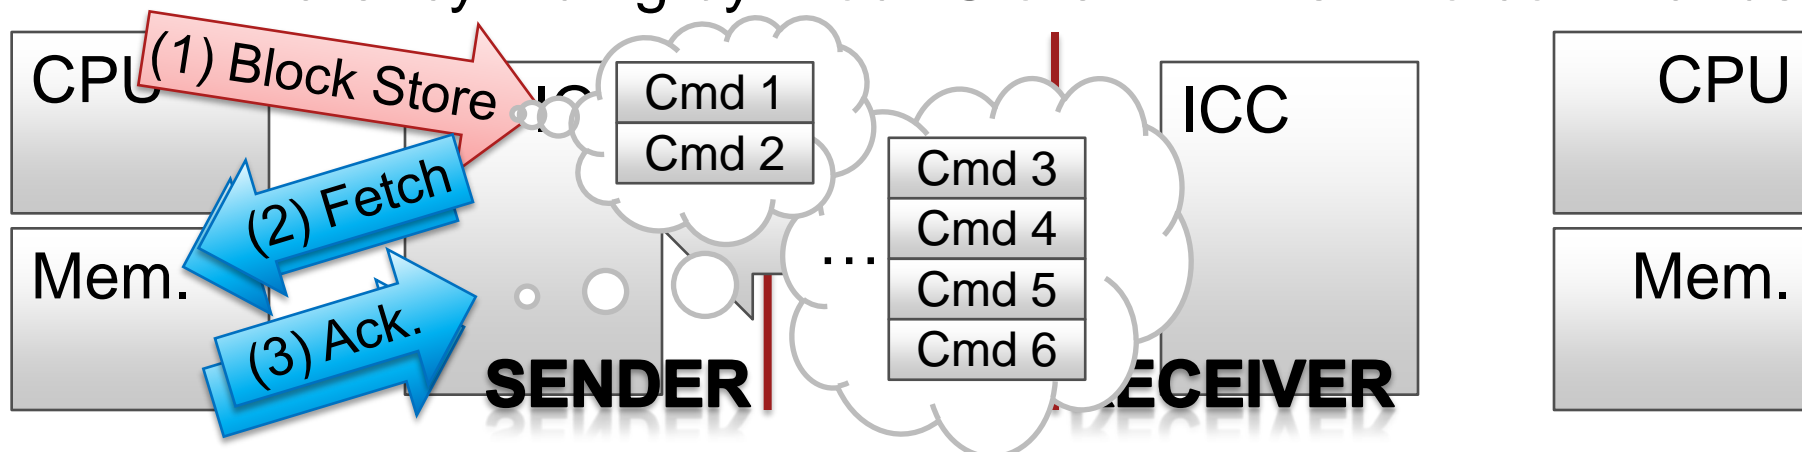 CPU
(1) Block Store
Cmd 1
Cmd 2
ICC
CPU
Cmd 3
Cmd 4
Cmd 5
Cmd 6
...
(2) Fetch
Mem.
(3) Ack.
Mem.
SENDER